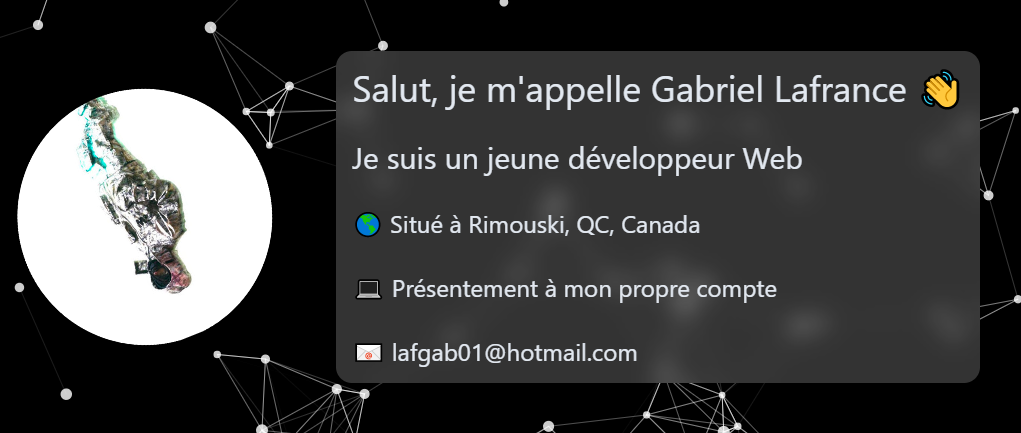 Salut, je m'appelle Gabriel Lafrance 👋
Je suis un jeune développeur Web
🌎 Situé à Rimouski, QC, Canada
💻 Présentement à mon propre compte
📧 lafgab01@hotmail.com